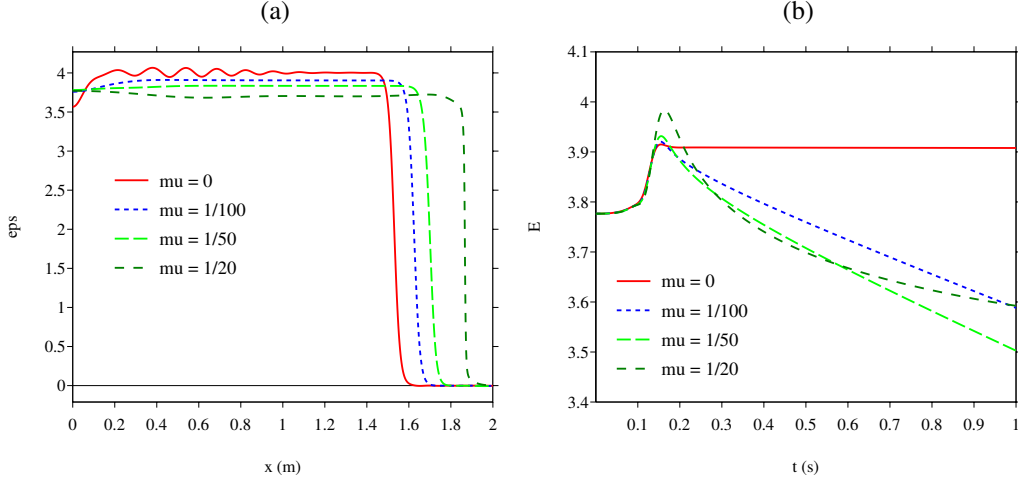 (a)
4
3.5
3
2.5
2
1.5
1
0.5
0
eps
mu = 0
mu = 1/100
mu = 1/50
mu = 1/20
0 0.2 0.4 0.6 0.8 1 1.2 1.4 1.6 1.8 2
x (m)
(b)
4.1
4
3.9
3.8
3.7
3.6
3.5
3.4
E
mu = 0
mu = 1/100
mu = 1/50
mu = 1/20
0.1 0.2 0.3 0.4 0.5 0.6 0.7 0.8 0.9 1
t (s)